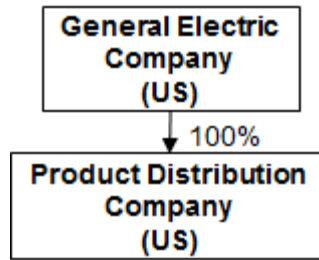 General Electric
Company
(US)
100%
Product Distribution
Company
(US)